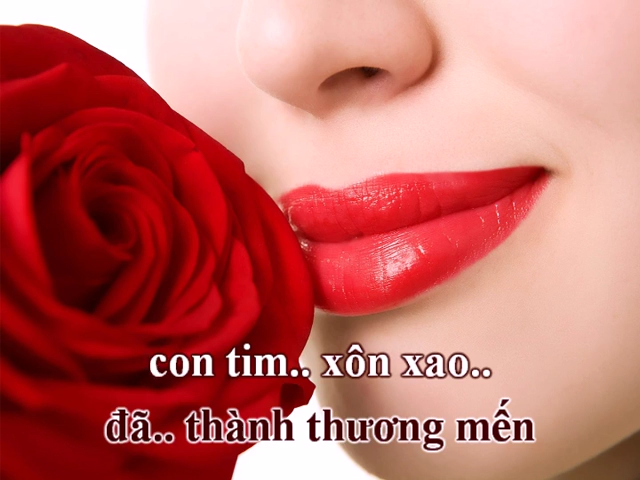 con tim.. xôn xao..
đã.. thành thương mến